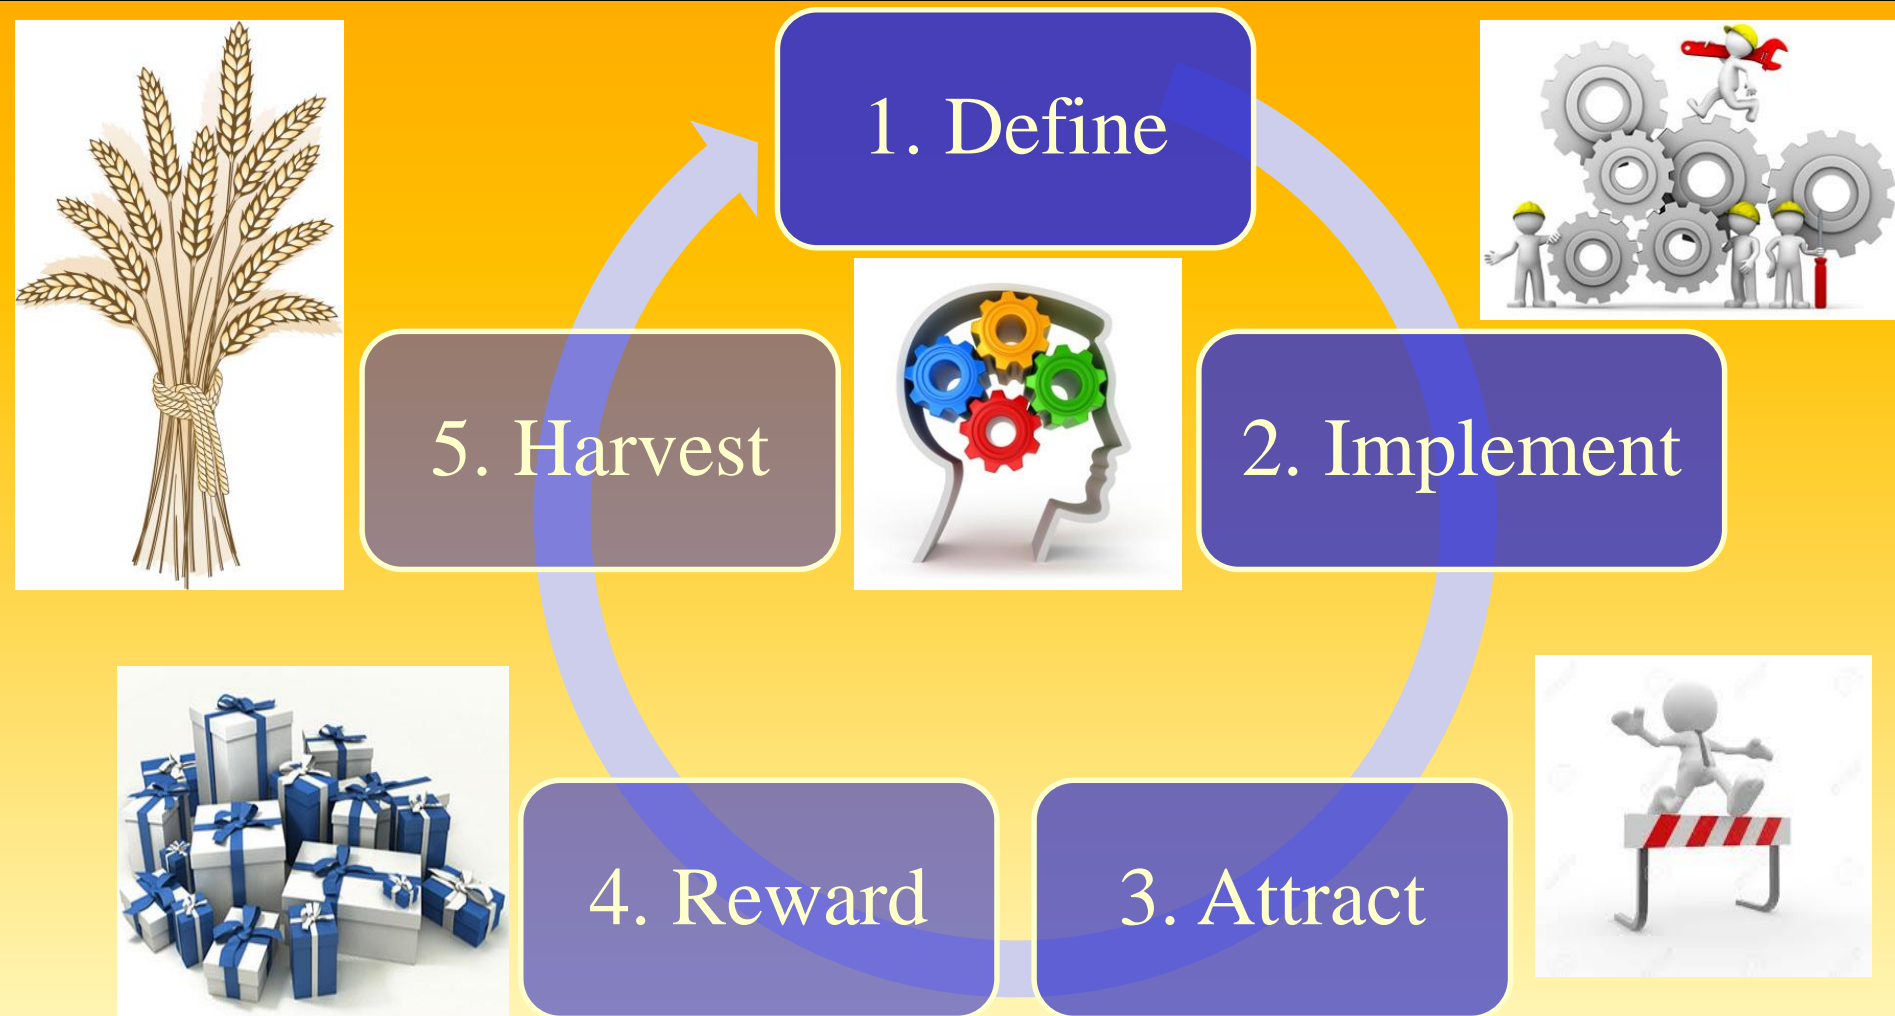 1. Define
2. Implement
3. Attract
4. Reward
5. Harvest